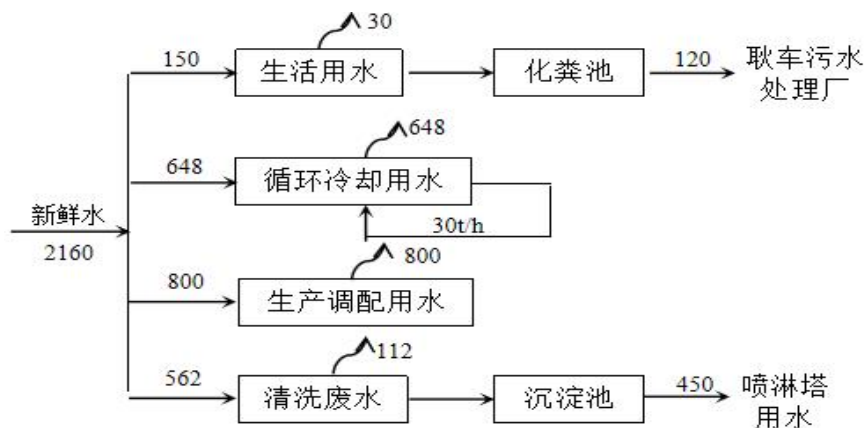 30
150
生活用水
化粪池
120
耿车污水
处理厂
648
648
循环冷却用水
30t/h
新鲜水
2160
800
800
生产调配用水
112
562
清洗废水
沉淀池
450
喷淋塔
用水